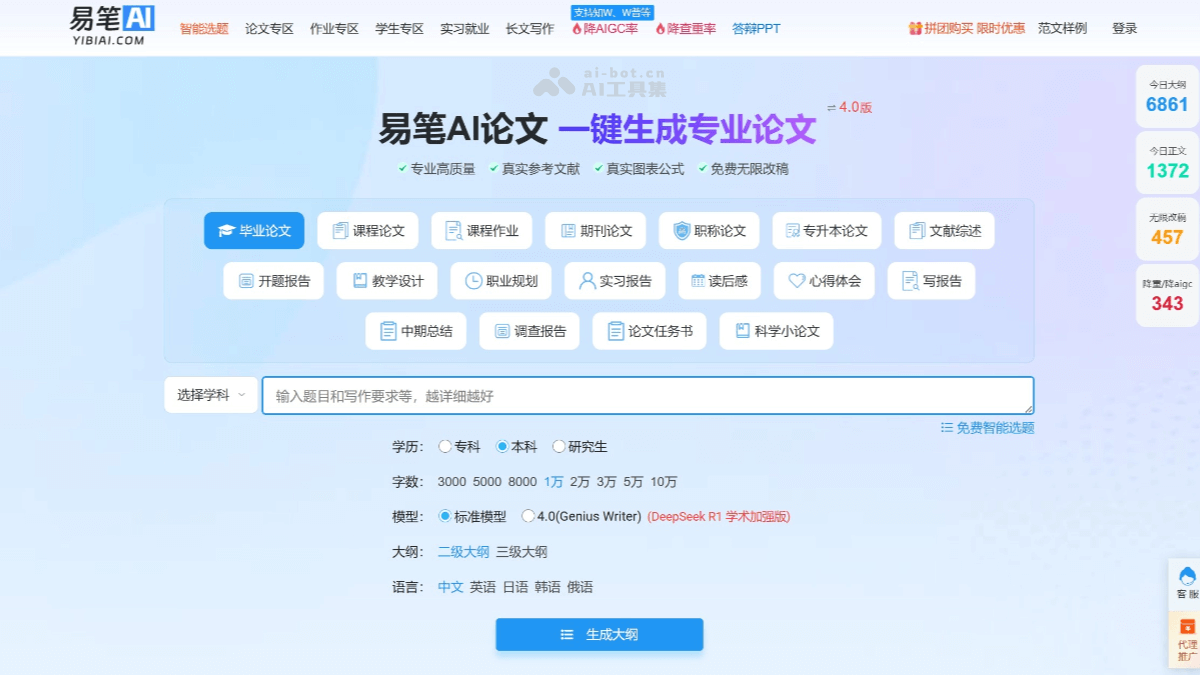 易笔AI
YIBIAI.COM
智能选题 论文专区 作业专区 学生专区 实习就业 长文写作 降AIGC率 降查重率 答辩PPT
支持知W、W普等
拼团购买 限时优惠 范文样例 登录
ai-bot.cn
AI工具集
易笔AI论文 一键生成专业论文
⇌ 4.0版
专业高质量 真实参考文献 真实图表公式 免费无限改稿
毕业论文 课程论文 课程作业 期刊论文 职称论文 专升本论文 文献综述
开题报告 教学设计 职业规划 实习报告 读后感 心得体会 写报告
中期总结 调查报告 论文任务书 科学小论文
选择学科 输入题目和写作要求等，越详细越好
免费智能选题
学历： 专科 本科 研究生
字数： 3000 5000 8000 1万 2万 3万 5万 10万
模型： 标准模型 4.0(Genius Writer) (DeepSeek R1 学术加强版)
大纲： 二级大纲 三级大纲
语言： 中文 英语 日语 韩语 俄语
生成大纲
今日大纲
6861
今日正文
1372
无限改稿
457
降重/降aigc
343
客服
代理
推广